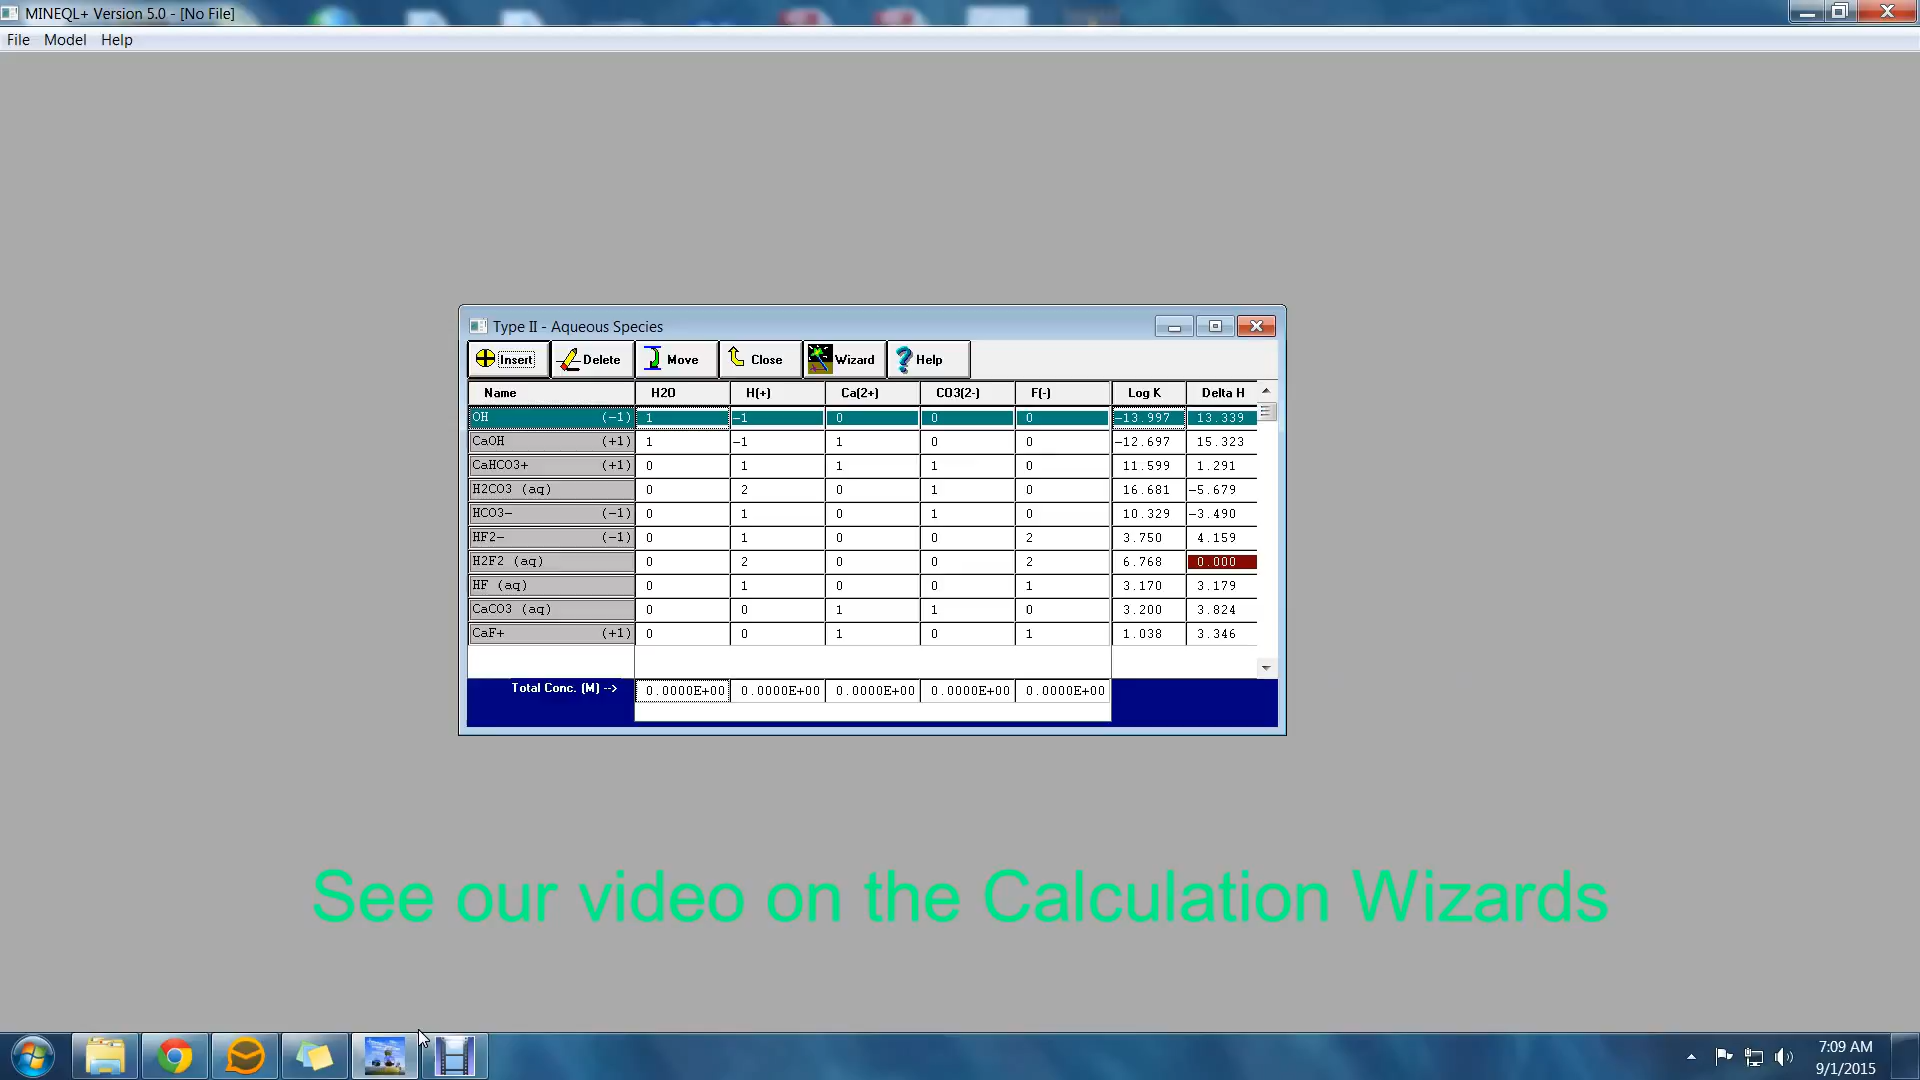 MINEQL+ Version 5.0 - [No File]
File Model Help
Type II - Aqueous Species
Insert Delete Move Close Wizard Help
Name H2O H(+) Ca(2+) CO3(2-) F(-) Log K Delta H
OH (-1) 1 -1 0 0 0 -13.997 13.339
CaOH (+1) 1 -1 1 0 0 -12.697 15.323
CaHCO3+ (+1) 0 1 1 1 0 11.599 1.291
H2CO3 (aq) 0 2 0 1 0 16.681 -5.679
HCO3- (-1) 0 1 0 1 0 10.329 -3.490
HF2- (-1) 0 1 0 0 2 3.750 4.159
H2F2 (aq) 0 2 0 0 2 6.768 0.000
HF (aq) 0 1 0 0 1 3.170 3.179
CaCO3 (aq) 0 0 1 1 0 3.200 3.824
CaF+ (+1) 0 0 1 0 1 1.038 3.346
Total Conc. (M) --> 0.0000E+00 0.0000E+00 0.0000E+00 0.0000E+00 0.0000E+00
See our video on the Calculation Wizards
7:09 AM
9/1/2015